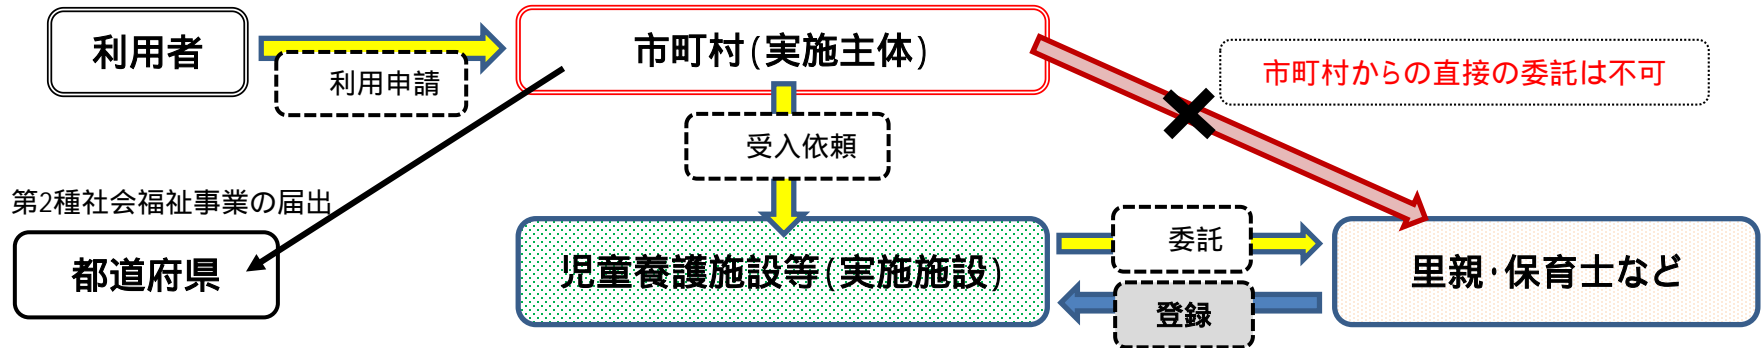 利用者
市町村(実施主体)
利用申請
市町村からの直接の委託は不可
受入依頼
第2種社会福祉事業の届出
都道府県
児童養護施設等(実施施設)
委託
登録
里親・保育士など